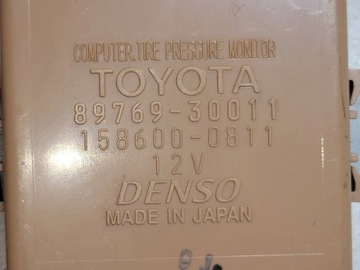 COMPUTER.TIRE PRESSURE MONITOR
TOYOTA
89769-30011
158600-0811
12V
DENSO
MADE IN JAPAN